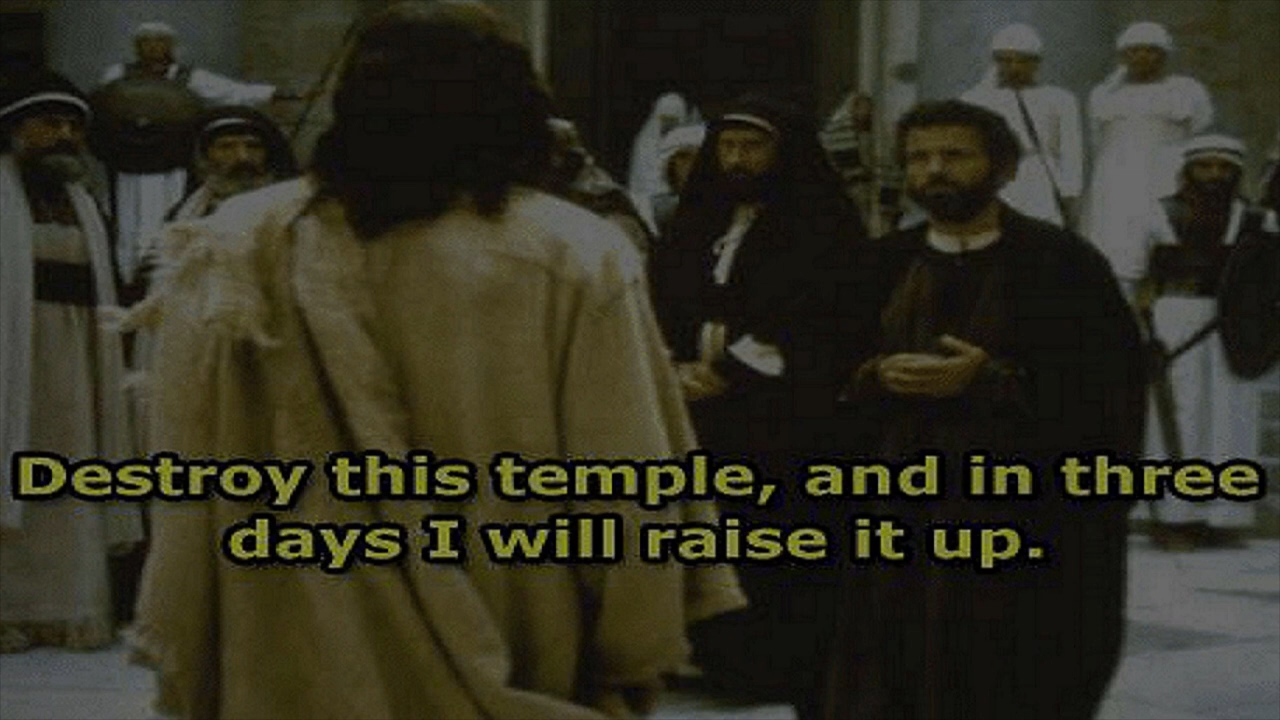 Destroy this temple, and in three
days I will raise it up.